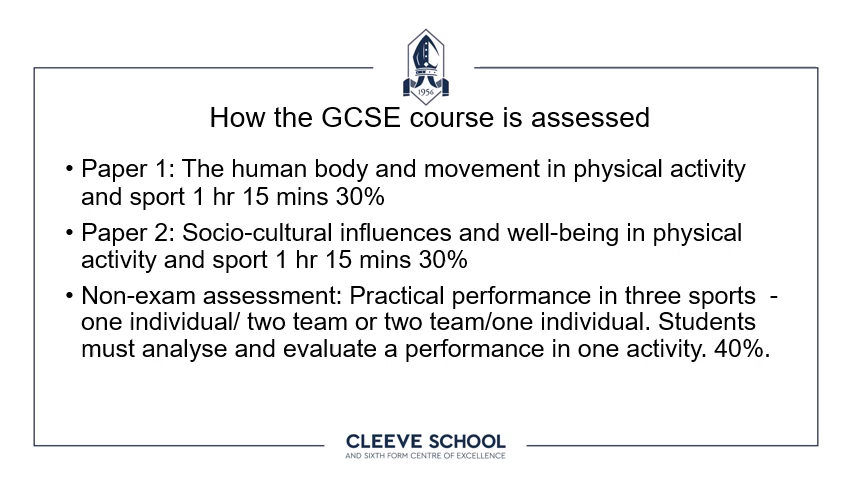 1956
How the GCSE course is assessed
• Paper 1: The human body and movement in physical activity
and sport 1 hr 15 mins 30%
• Paper 2: Socio-cultural influences and well-being in physical
activity and sport 1 hr 15 mins 30%
• Non-exam assessment: Practical performance in three sports  -
one individual/ two team or two team/one individual. Students
must analyse and evaluate a performance in one activity. 40%.
CLEEVE SCHOOL
AND SIXTH FORM CENTRE OF EXCELLENCE